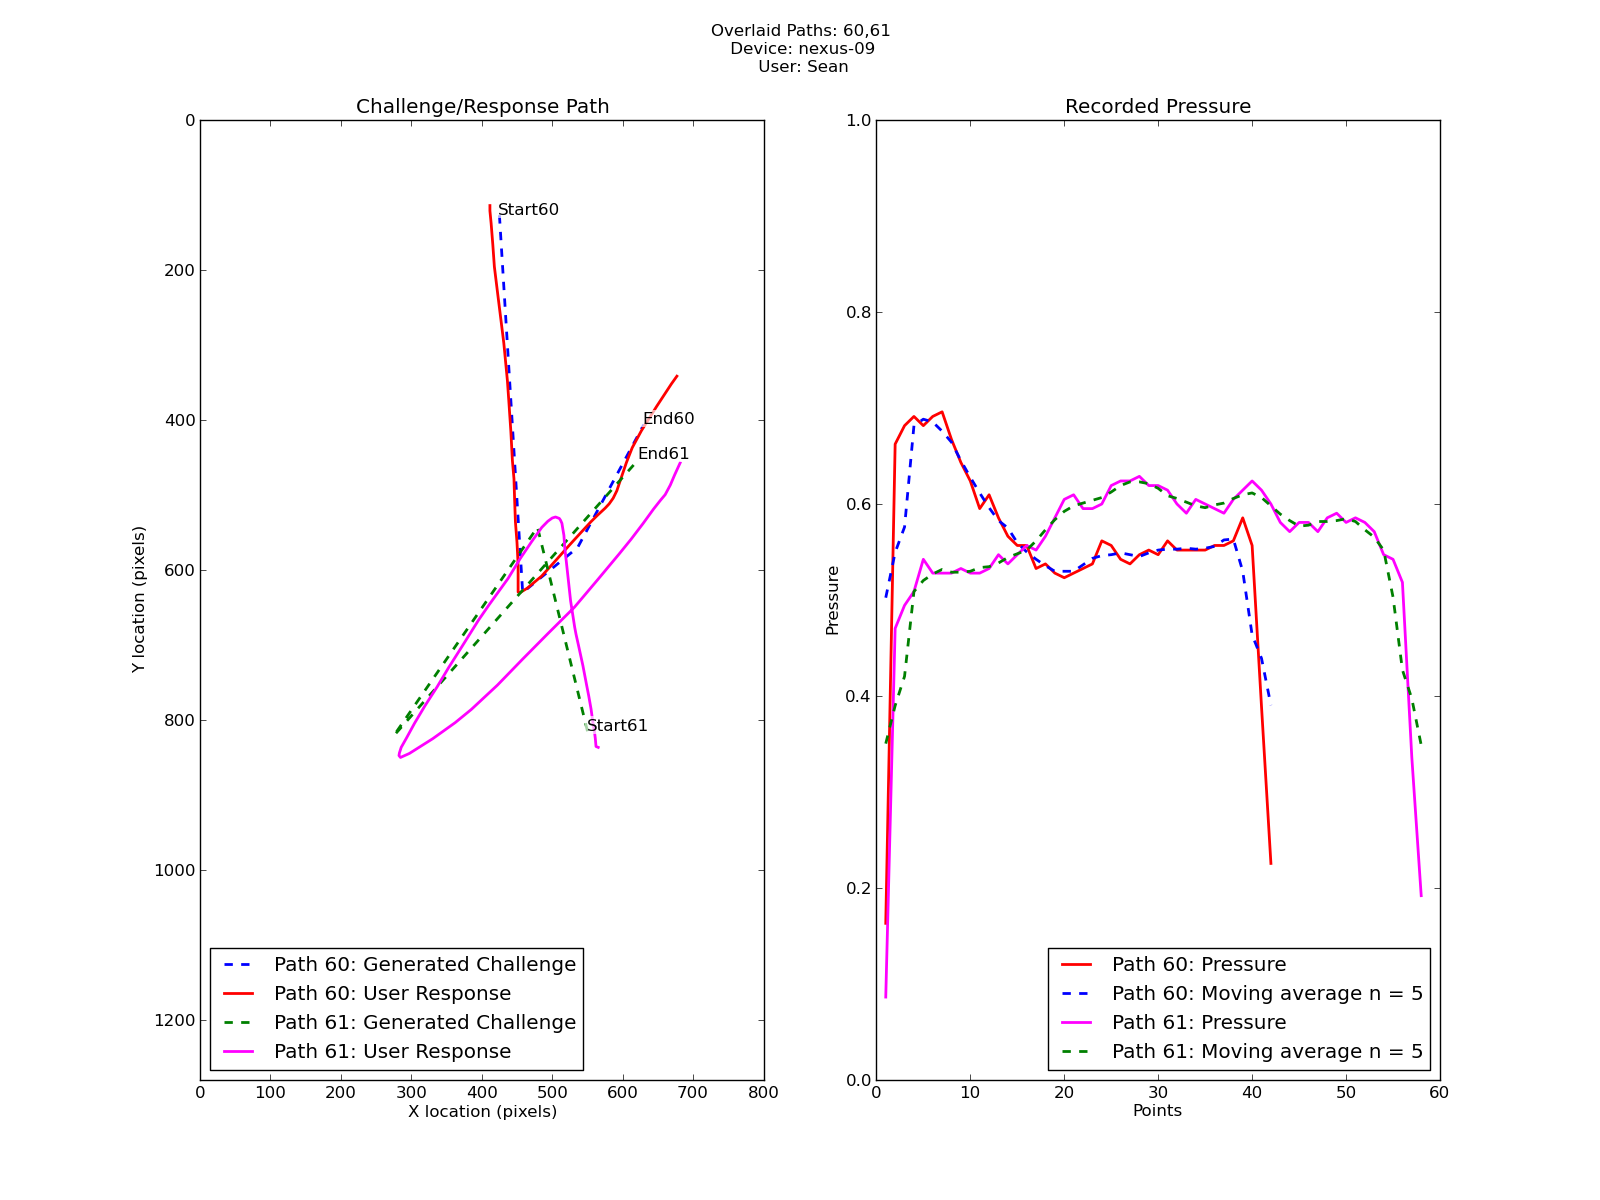 Overlaid Paths: 60,61
Device: nexus-09
User: Sean
Challenge/Response Path
0
200
400
600
800
1000
1200
Y location (pixels)
Start60
End60
End61
Start61
Path 60: Generated Challenge
Path 60: User Response
Path 61: Generated Challenge
Path 61: User Response
0 100 200 300 400 500 600 700 800
X location (pixels)
Recorded Pressure
1.0
0.8
0.6
0.4
0.2
0.0
Pressure
Path 60: Pressure
Path 60: Moving average n = 5
Path 61: Pressure
Path 61: Moving average n = 5
0 10 20 30 40 50 60
Points